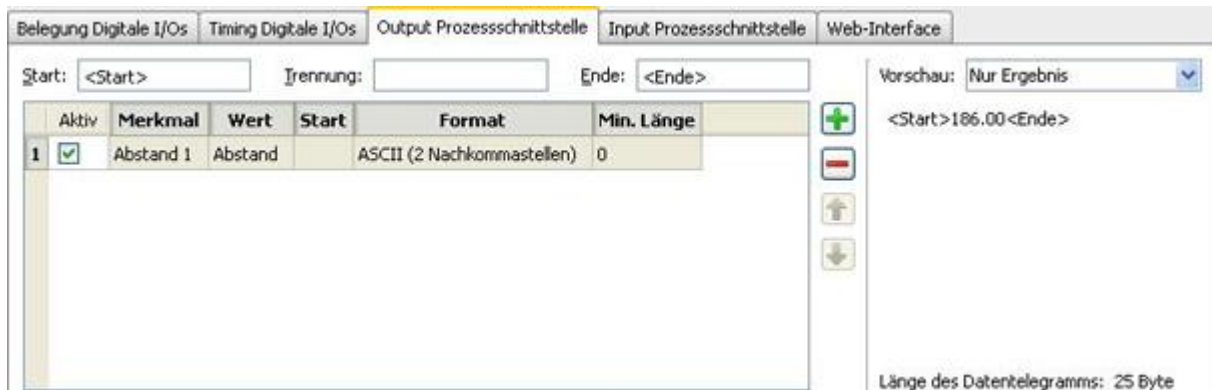 Belegung Digitale I/Os Timing Digitale I/Os Output Prozessschnittstelle Input Prozessschnittstelle Web-Interface
Start: <Start> Trennung: Ende: <Ende> Vorschau: Nur Ergebnis
Aktiv Merkmal Wert Start Format Min. Länge
<Start>186.00<Ende>
1 Abstand 1 Abstand ASCII (2 Nachkommastellen) 0
Länge des Datentelegramms: 25 Byte